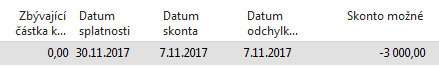 Zbývající Datum Datum Datum Skonto možné
částka k... splatnosti skonta odchylk...
0,00 30.11.2017 7.11.2017 7.11.2017 -3 000,00